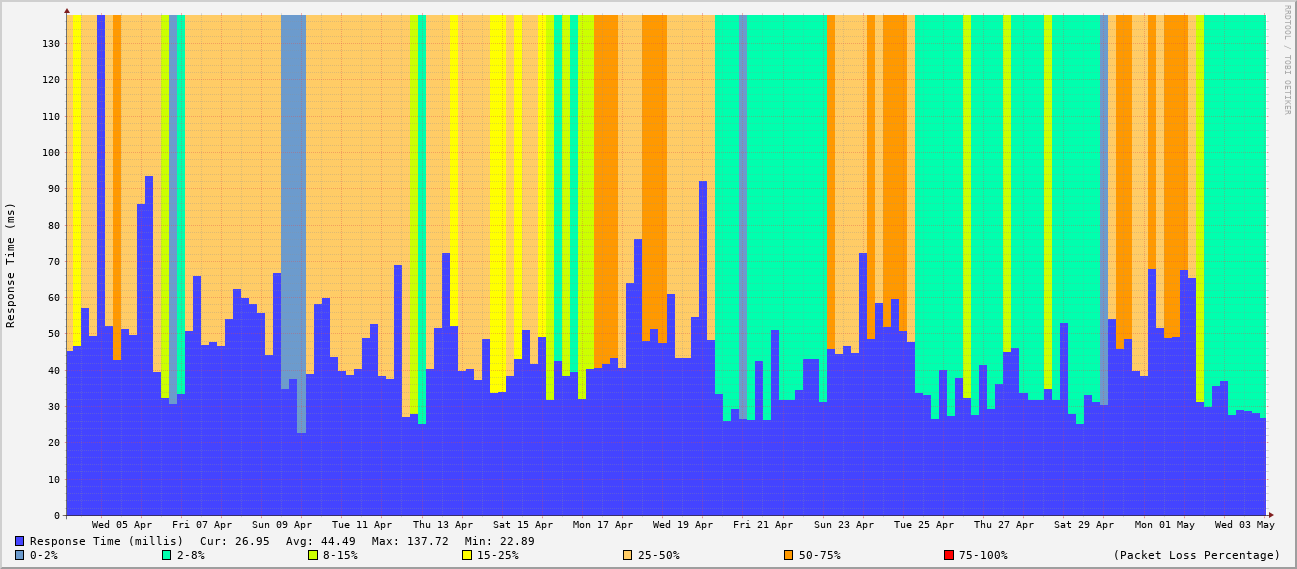 RRDTOOL / TOBI OETIKER
Response Time (ms)
130
120
110
100
90
80
70
60
50
40
30
20
10
0
Wed 05 Apr Fri 07 Apr Sun 09 Apr Tue 11 Apr Thu 13 Apr Sat 15 Apr Mon 17 Apr Wed 19 Apr Fri 21 Apr Sun 23 Apr Tue 25 Apr Thu 27 Apr Sat 29 Apr Mon 01 May Wed 03 May
Response Time (millis) Cur: 26.95 Avg: 44.49 Max: 137.72 Min: 22.89
0-2% 2-8% 8-15% 15-25% 25-50% 50-75% 75-100% (Packet Loss Percentage)